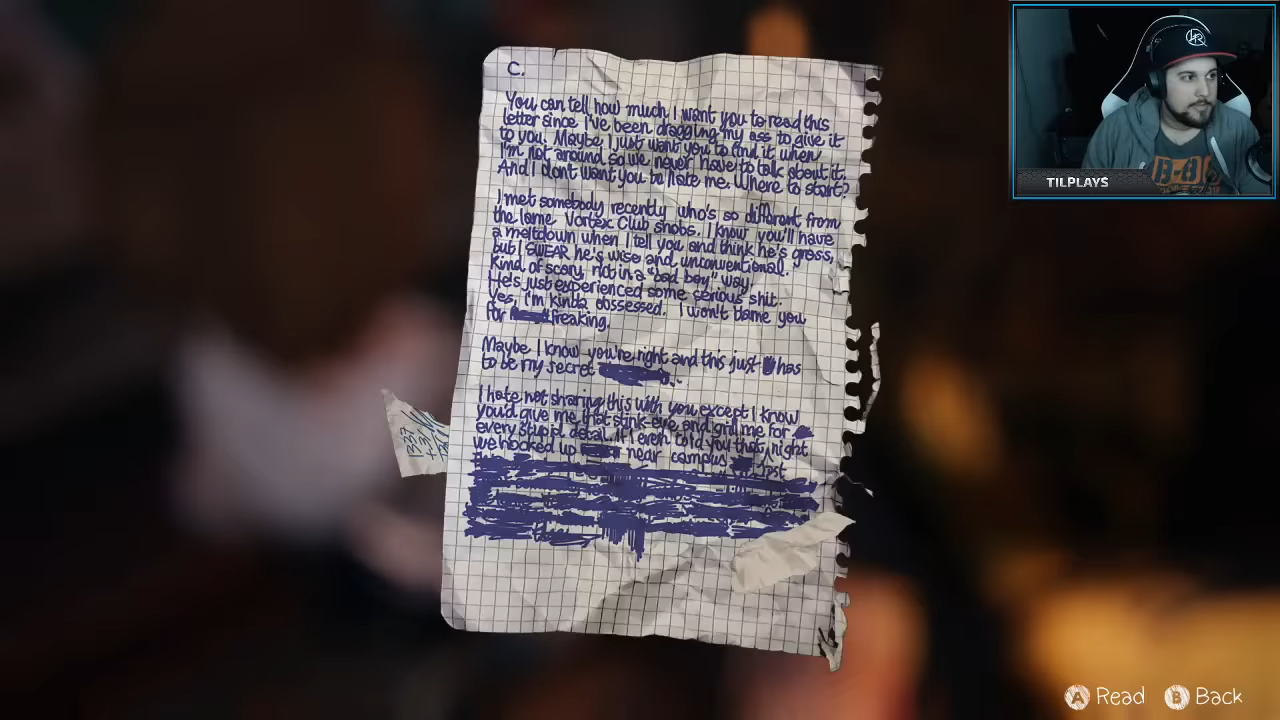 C.
You can tell how much I want you to read this
letter since I've been dragging my ass to give it
to you. Maybe I just want you to find it when
I'm not around so we never have to talk about it.
And I dont want you be hate me. Where to start?
I met somebody recently who's so different from
the lame Vortex Club snobs. I know you'll have
a meltdown when I tell you and think he's gross,
but I SWEAR he's wise and unconventional.
Kind of scary, not in a "bad boy" way.
He's just experienced some serious shit.
Yes, I'm kinda obssessed. I won't blame you
for freaking.
Maybe I know you're right and this just has
to be my secret ...
I hate not sharing this with you except I know
you'd give me that stink-eye and grill me for
every stupid detail. If I even told you that night
we hooked up near campus just
TILPLAYS
A Read B Back